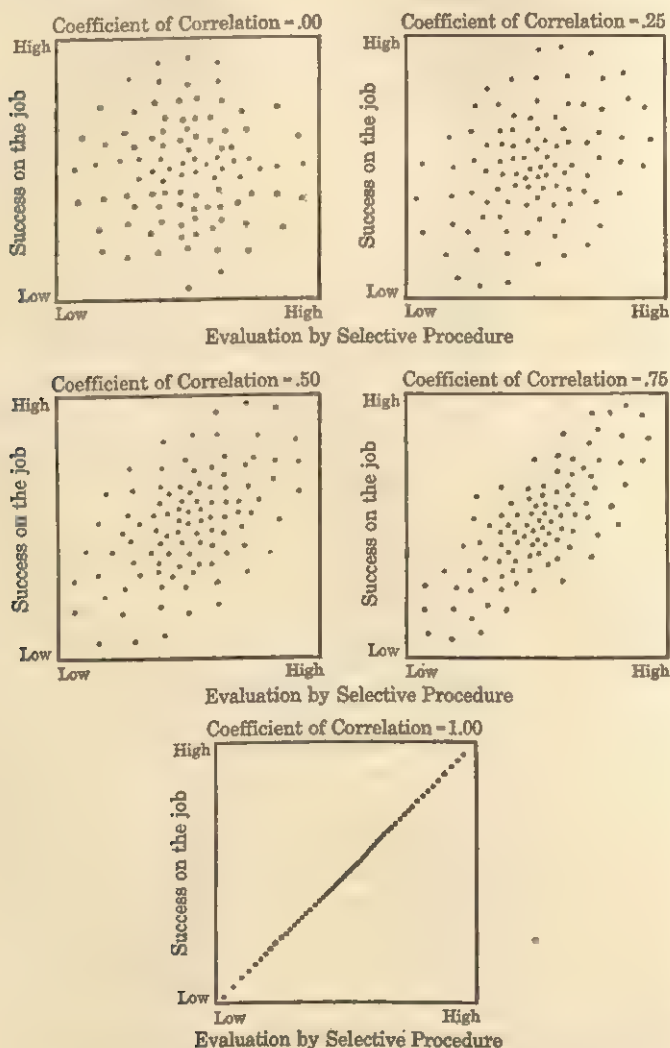 Coefficient of Correlation = .00
High
Success on the job
Low
Low High
Coefficient of Correlation = .25
High
Success on the job
Low
Low High
Evaluation by Selective Procedure
Coefficient of Correlation = .50
High
Success on the job
Low
Low High
Coefficient of Correlation = .75
High
Success on the job
Low
Low High
Evaluation by Selective Procedure
Coefficient of Correlation = 1.00
High
Success on the job
Low
Low High
Evaluation by Selective Procedure